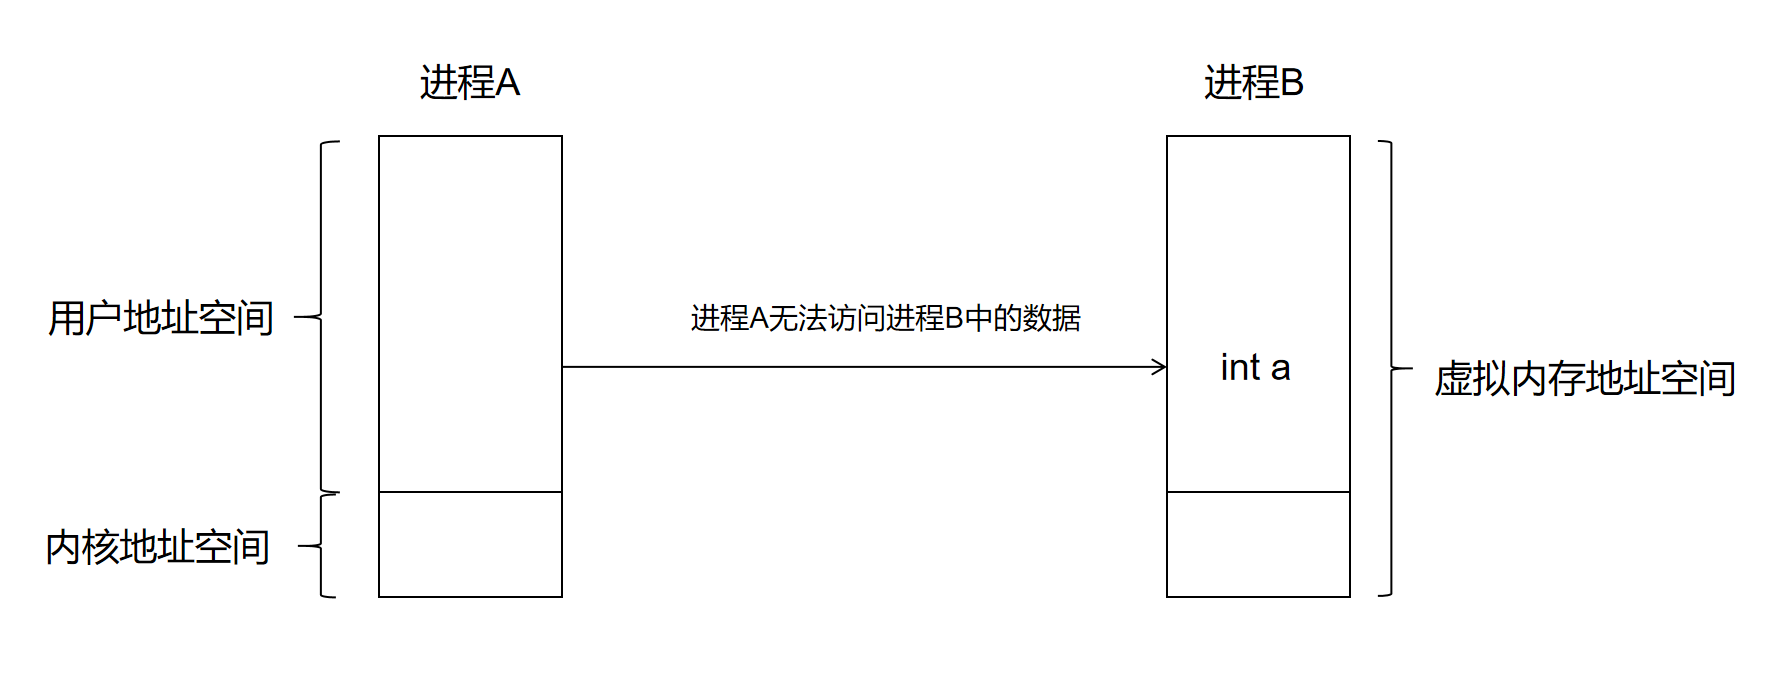 进程A
进程B
用户地址空间
进程A无法访问进程B中的数据
int a
虚拟内存地址空间
内核地址空间